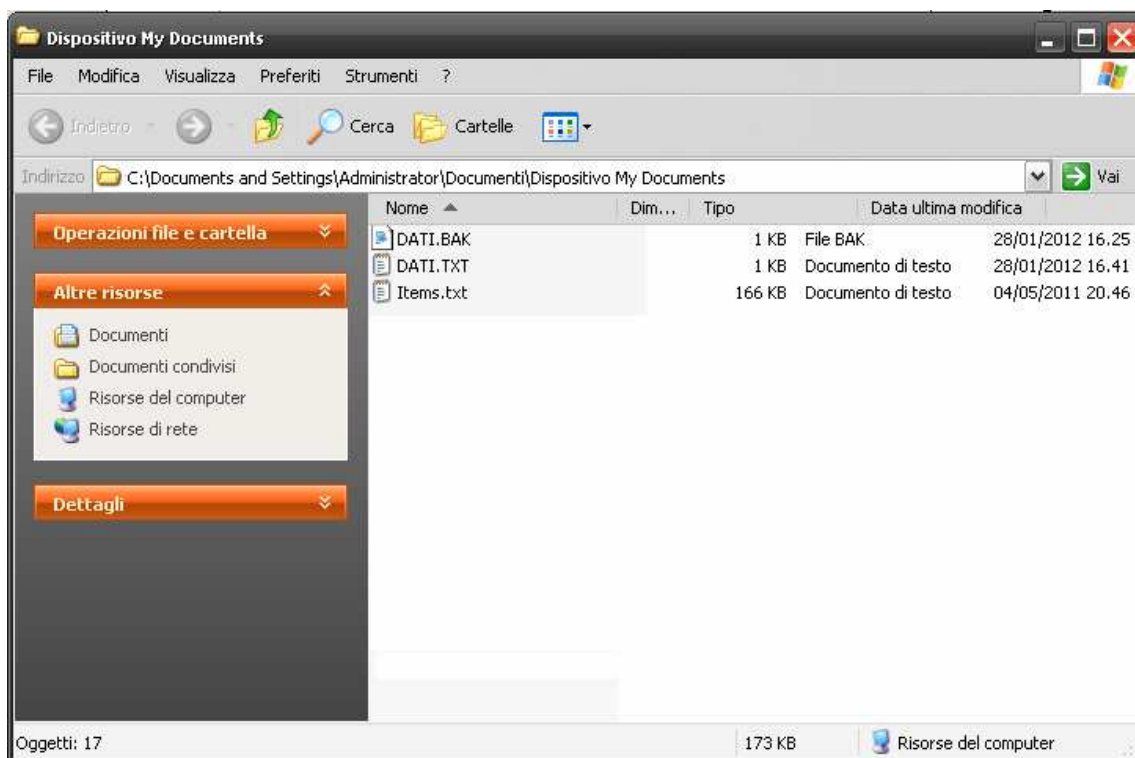 Dispositivo My Documents
File Modifica Visualizza Preferiti Strumenti ?
Indietro Cerca Cartelle
Indirizzo C:\Documents and Settings\Administrator\Documenti\Dispositivo My Documents Vai
Operazioni file e cartella
Altre risorse
Documenti
Documenti condivisi
Risorse del computer
Risorse di rete
Dettagli
Nome Dim... Tipo Data ultima modifica
DATI.BAK 1 KB File BAK 28/01/2012 16.25
DATI.TXT 1 KB Documento di testo 28/01/2012 16.41
Items.txt 166 KB Documento di testo 04/05/2011 20.46
Oggetti: 17 173 KB Risorse del computer